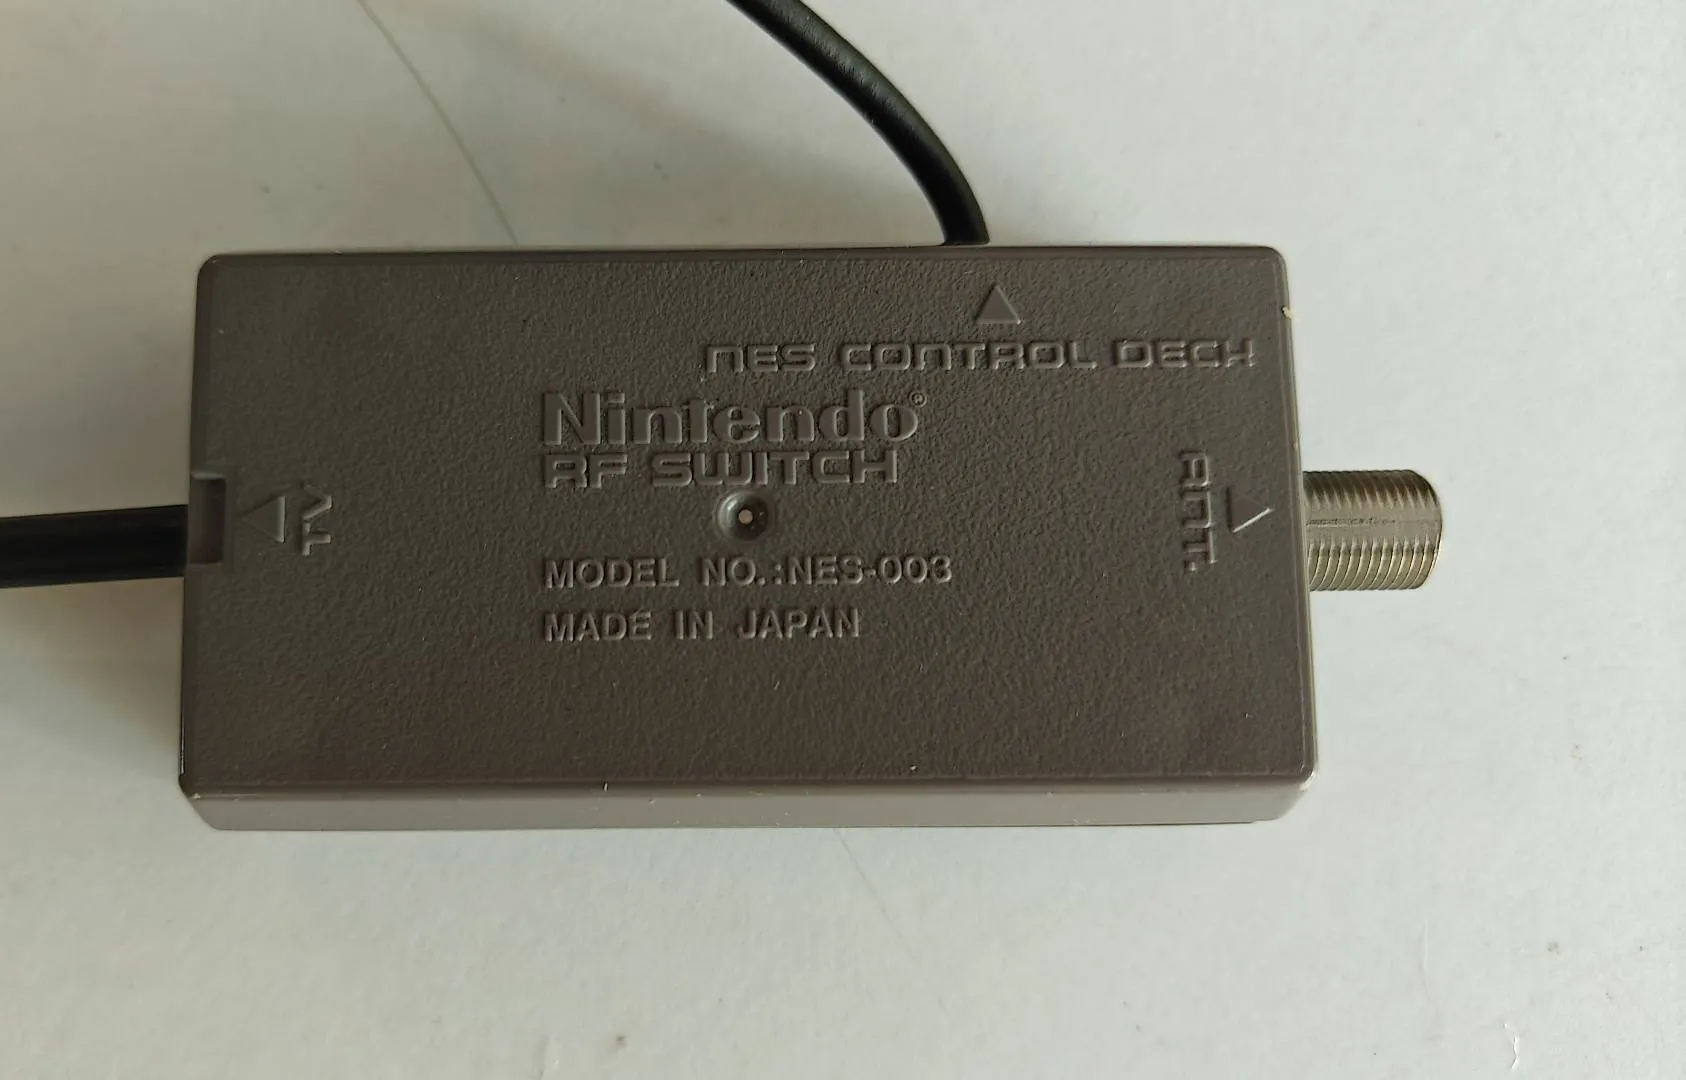 NES CONTROL DECK
Nintendo®
RF SWITCH
TV
ANT.
MODEL NO.:NES-003
MADE IN JAPAN